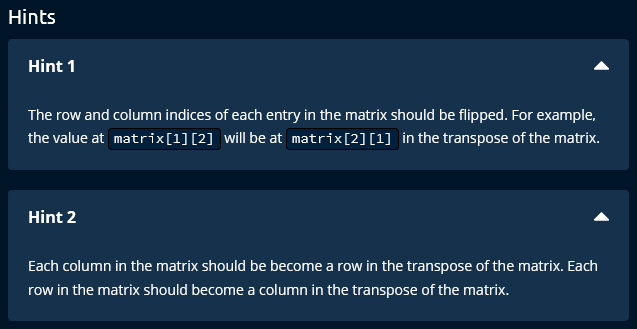 Hints
Hint 1
The row and column indices of each entry in the matrix should be flipped. For example,
the value at matrix[1][2] will be at matrix[2][1] in the transpose of the matrix.
Hint 2
Each column in the matrix should be become a row in the transpose of the matrix. Each
row in the matrix should become a column in the transpose of the matrix.